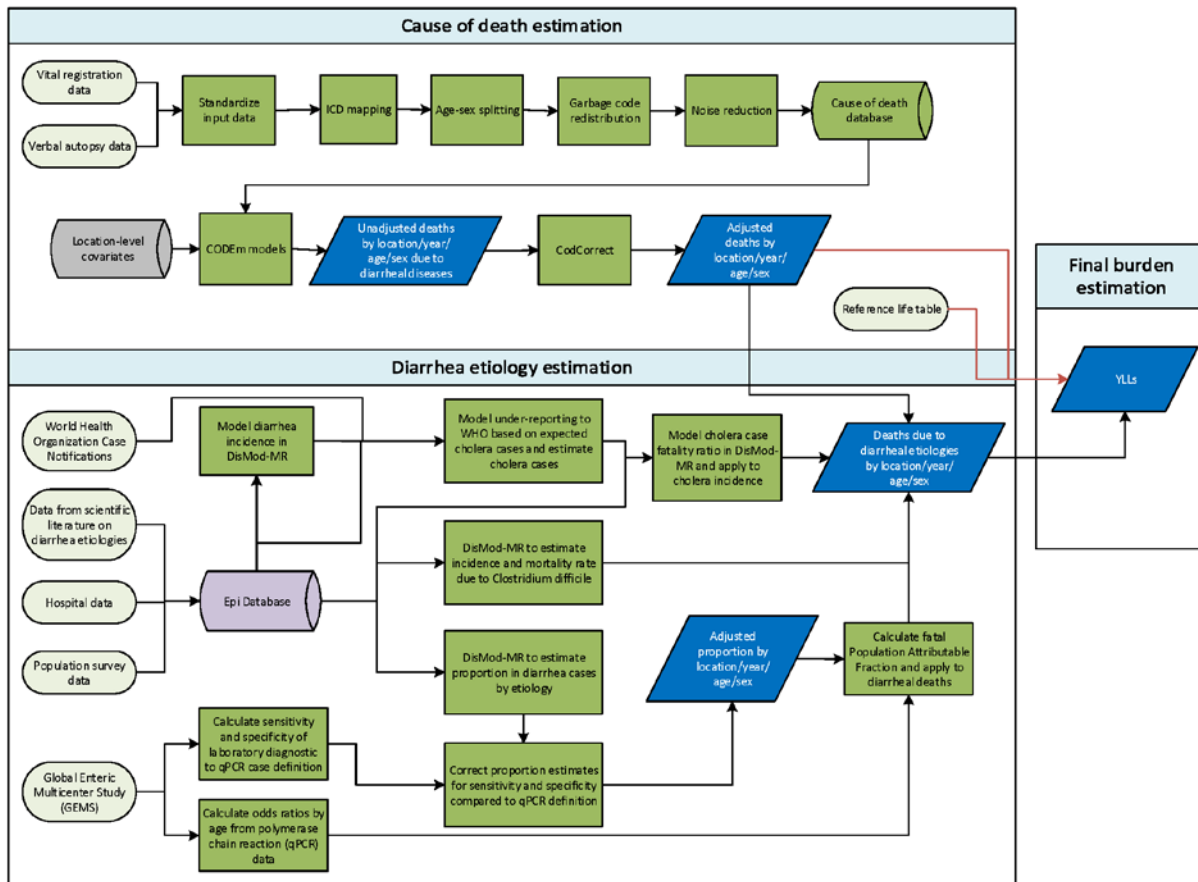 Cause of death estimation
Vital registration
data
Verbal autopsy data
Standardize
input data
ICD mapping
Age-sex splitting
Garbage code
redistribution
Noise reduction
Cause of death
database
Location-level
covariates
CODEm models
Unadjusted deaths
by location/year/
age/sex due to
diarrheal diseases
CodCorrect
Adjusted
deaths by
location/year/
age/sex
Reference life table
Final burden
estimation
YLLs
Diarrhea etiology estimation
World Health
Organization Case
Notifications
Data from scientific
literature on
diarrhea etiologies
Hospital data
Population survey
data
Global Enteric
Multicenter Study
(GEMS)
Model diarrhea
incidence in
DisMod-MR
Epi Database
Calculate sensitivity
and specificity of
laboratory diagnostic
to qPCR case definition
Calculate odds ratios by
age from polymerase
chain reaction (qPCR)
data
Model under-reporting to
WHO based on expected
cholera cases and estimate
cholera cases
DisMod-MR to estimate
incidence and mortality rate
due to Clostridium difficile
DisMod-MR to estimate
proportion in diarrhea cases
by etiology
Correct proportion estimates
for sensitivity and specificity
compared to qPCR definition
Model cholera case
fatality ratio in DisMod-
MR and apply to
cholera incidence
Adjusted
proportion by
location/year/
age/sex
Deaths due to
diarrheal etiologies
by location/year/
age/sex
Calculate fatal
Population Attributable
Fraction and apply to
diarrheal deaths